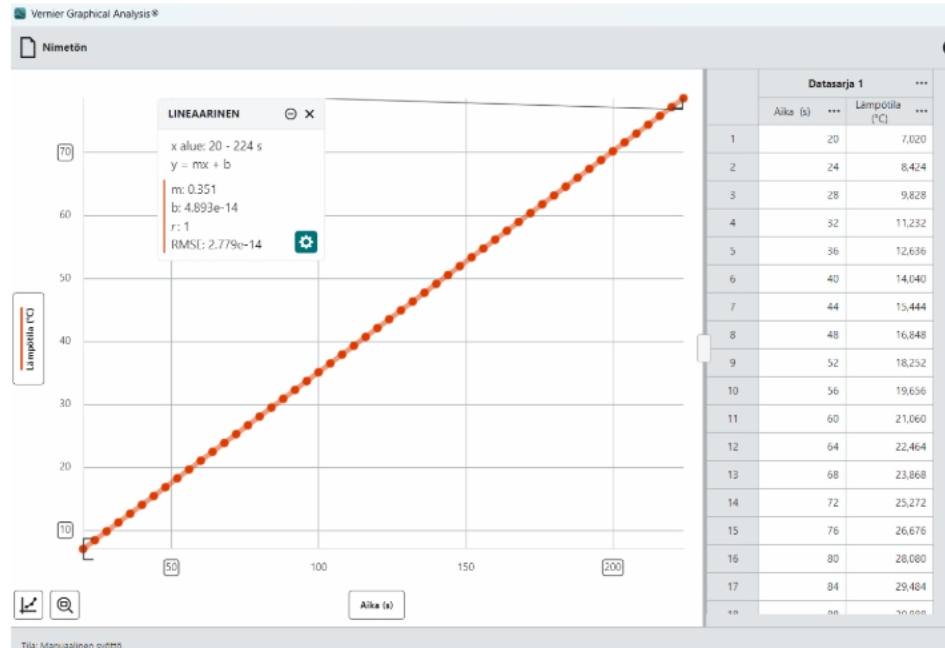 Vernier Graphical Analysis®
Nimetön
LINEAARINEN
x alue: 20 - 224 s
y = mx + b
m: 0.351
b: 4.893e-14
r: 1
RMSE: 2.779e-14
70
60
50
40
30
20
10
Lämpötila (°C)
50 100 150 200
Aika (s)
Datasarja 1 ...
Aika (s) ... Lämpötila (°C) ...
1 20 7,020
2 24 8,424
3 28 9,828
4 32 11,232
5 36 12,636
6 40 14,040
7 44 15,444
8 48 16,848
9 52 18,252
10 56 19,656
11 60 21,060
12 64 22,464
13 68 23,868
14 72 25,272
15 76 26,676
16 80 28,080
17 84 29,484
Tila: Manuaalinen syöttö